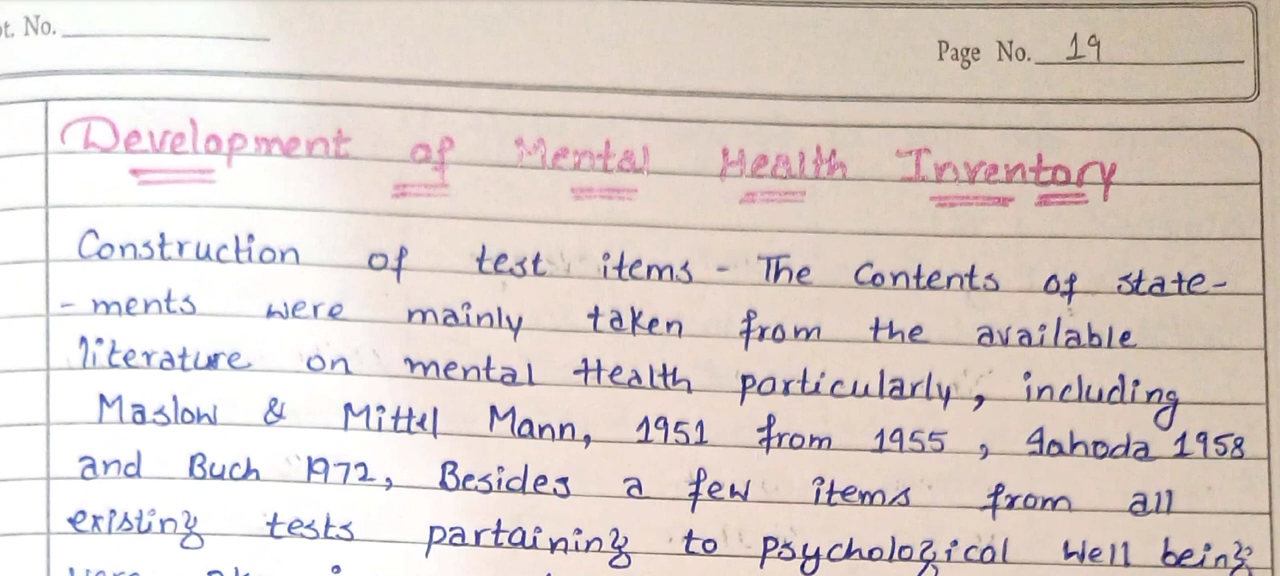 pt. No.
Page No. 19
Development of Mental Health Inventory
Construction of test items - The Contents of state-
- ments were mainly taken from the available
literature on mental Health particularly, including
Maslow & Mittel Mann, 1951 from 1955, Jahoda 1958
and Buch 1972, Besides a few items from all
existing tests partaining to psychological well being